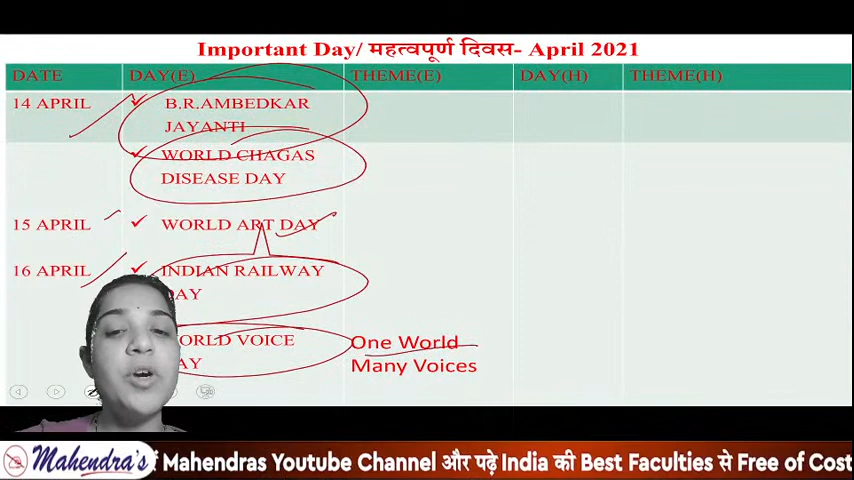 Important Day/ महत्वपूर्ण दिवस- April 2021
DATE DAY(E) THEME(E) DAY(H) THEME(H)
14 APRIL B.R.AMBEDKAR
JAYANTI
WORLD CHAGAS
DISEASE DAY
15 APRIL WORLD ART DAY
16 APRIL INDIAN RAILWAY
DAY
WORLD VOICE One World
DAY Many Voices
Mahendra's Mahendras Youtube Channel और पढ़े India की Best Faculties से Free of Cost